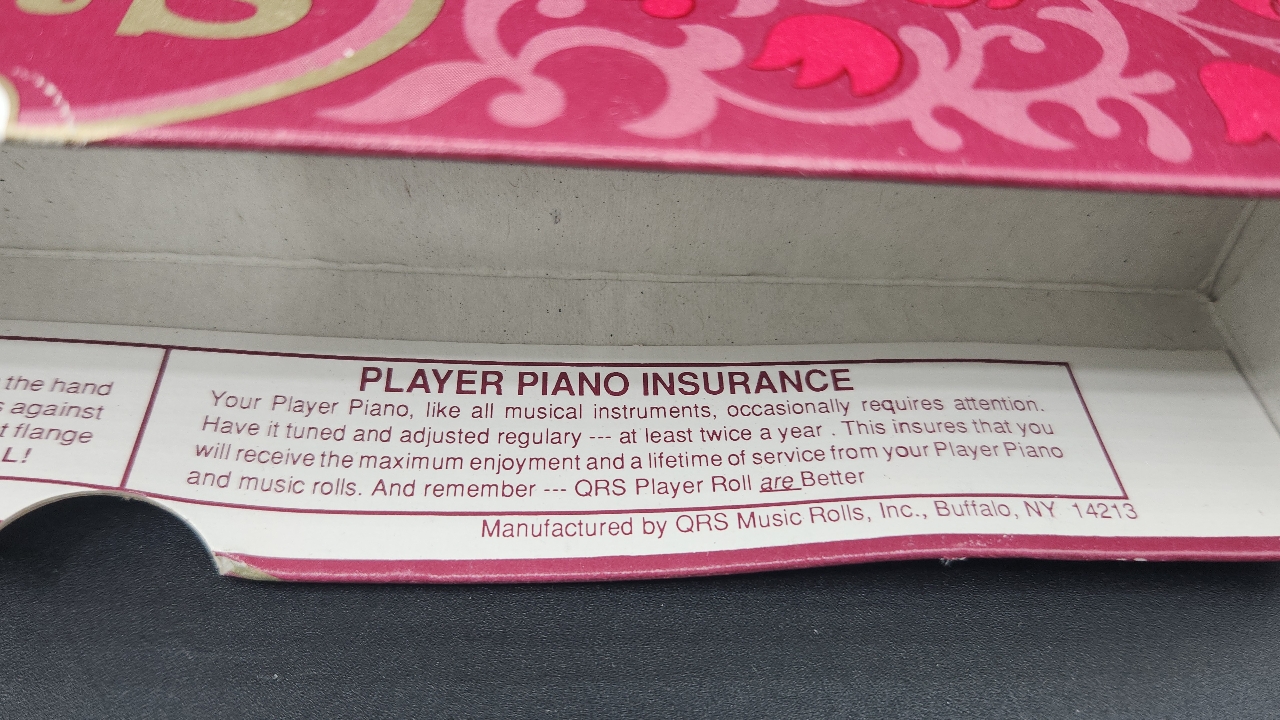 the hand
against
flange
L!
PLAYER PIANO INSURANCE
Your Player Piano, like all musical instruments, occasionally requires attention.
Have it tuned and adjusted regulary --- at least twice a year . This insures that you
will receive the maximum enjoyment and a lifetime of service from your Player Piano
and music rolls. And remember --- QRS Player Roll are Better
Manufactured by QRS Music Rolls, Inc., Buffalo, NY 14213